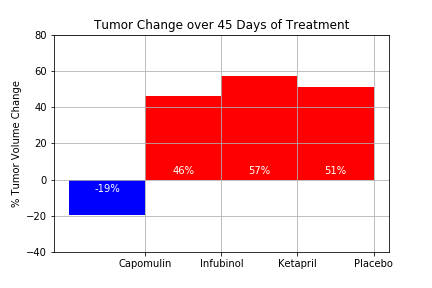 Tumor Change over 45 Days of Treatment
% Tumor Volume Change
80
60
40
20
0
−20
−40
-19%
46%
57%
51%
Capomulin
Infubinol
Ketapril
Placebo